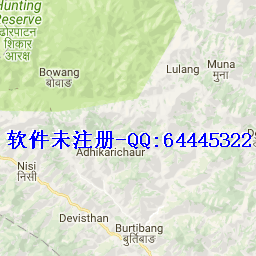 Hunting
Reserve
ढोरपाटन
शिकार
आरक्ष
Muna
मुना
Lulang
Bowang
बोवाङ
软件未注册-QQ:64445322
Adhikarichaur
Nisi
निसी
Devisthan
Burtibang
बुर्तिबाङ